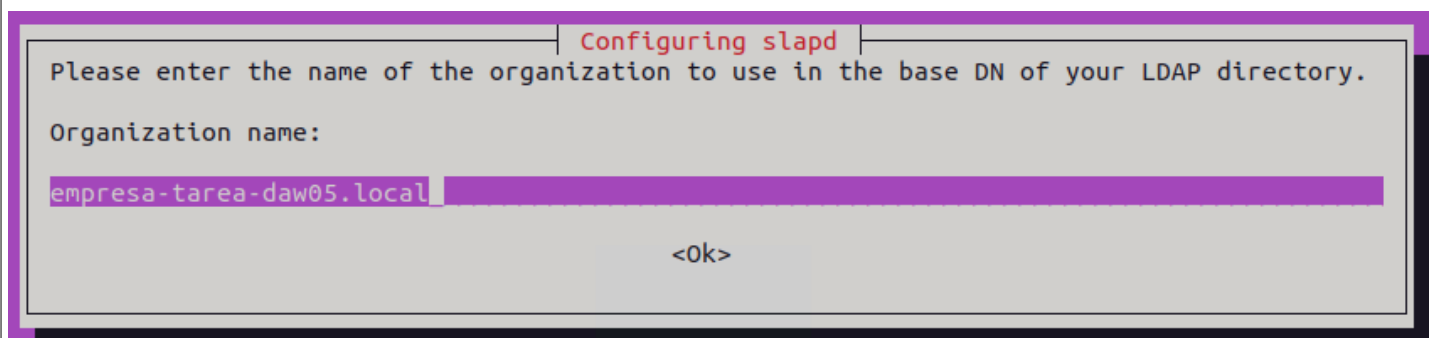 Configuring slapd
Please enter the name of the organization to use in the base DN of your LDAP directory.
Organization name:
empresa-tarea-daw05.local_
<Ok>